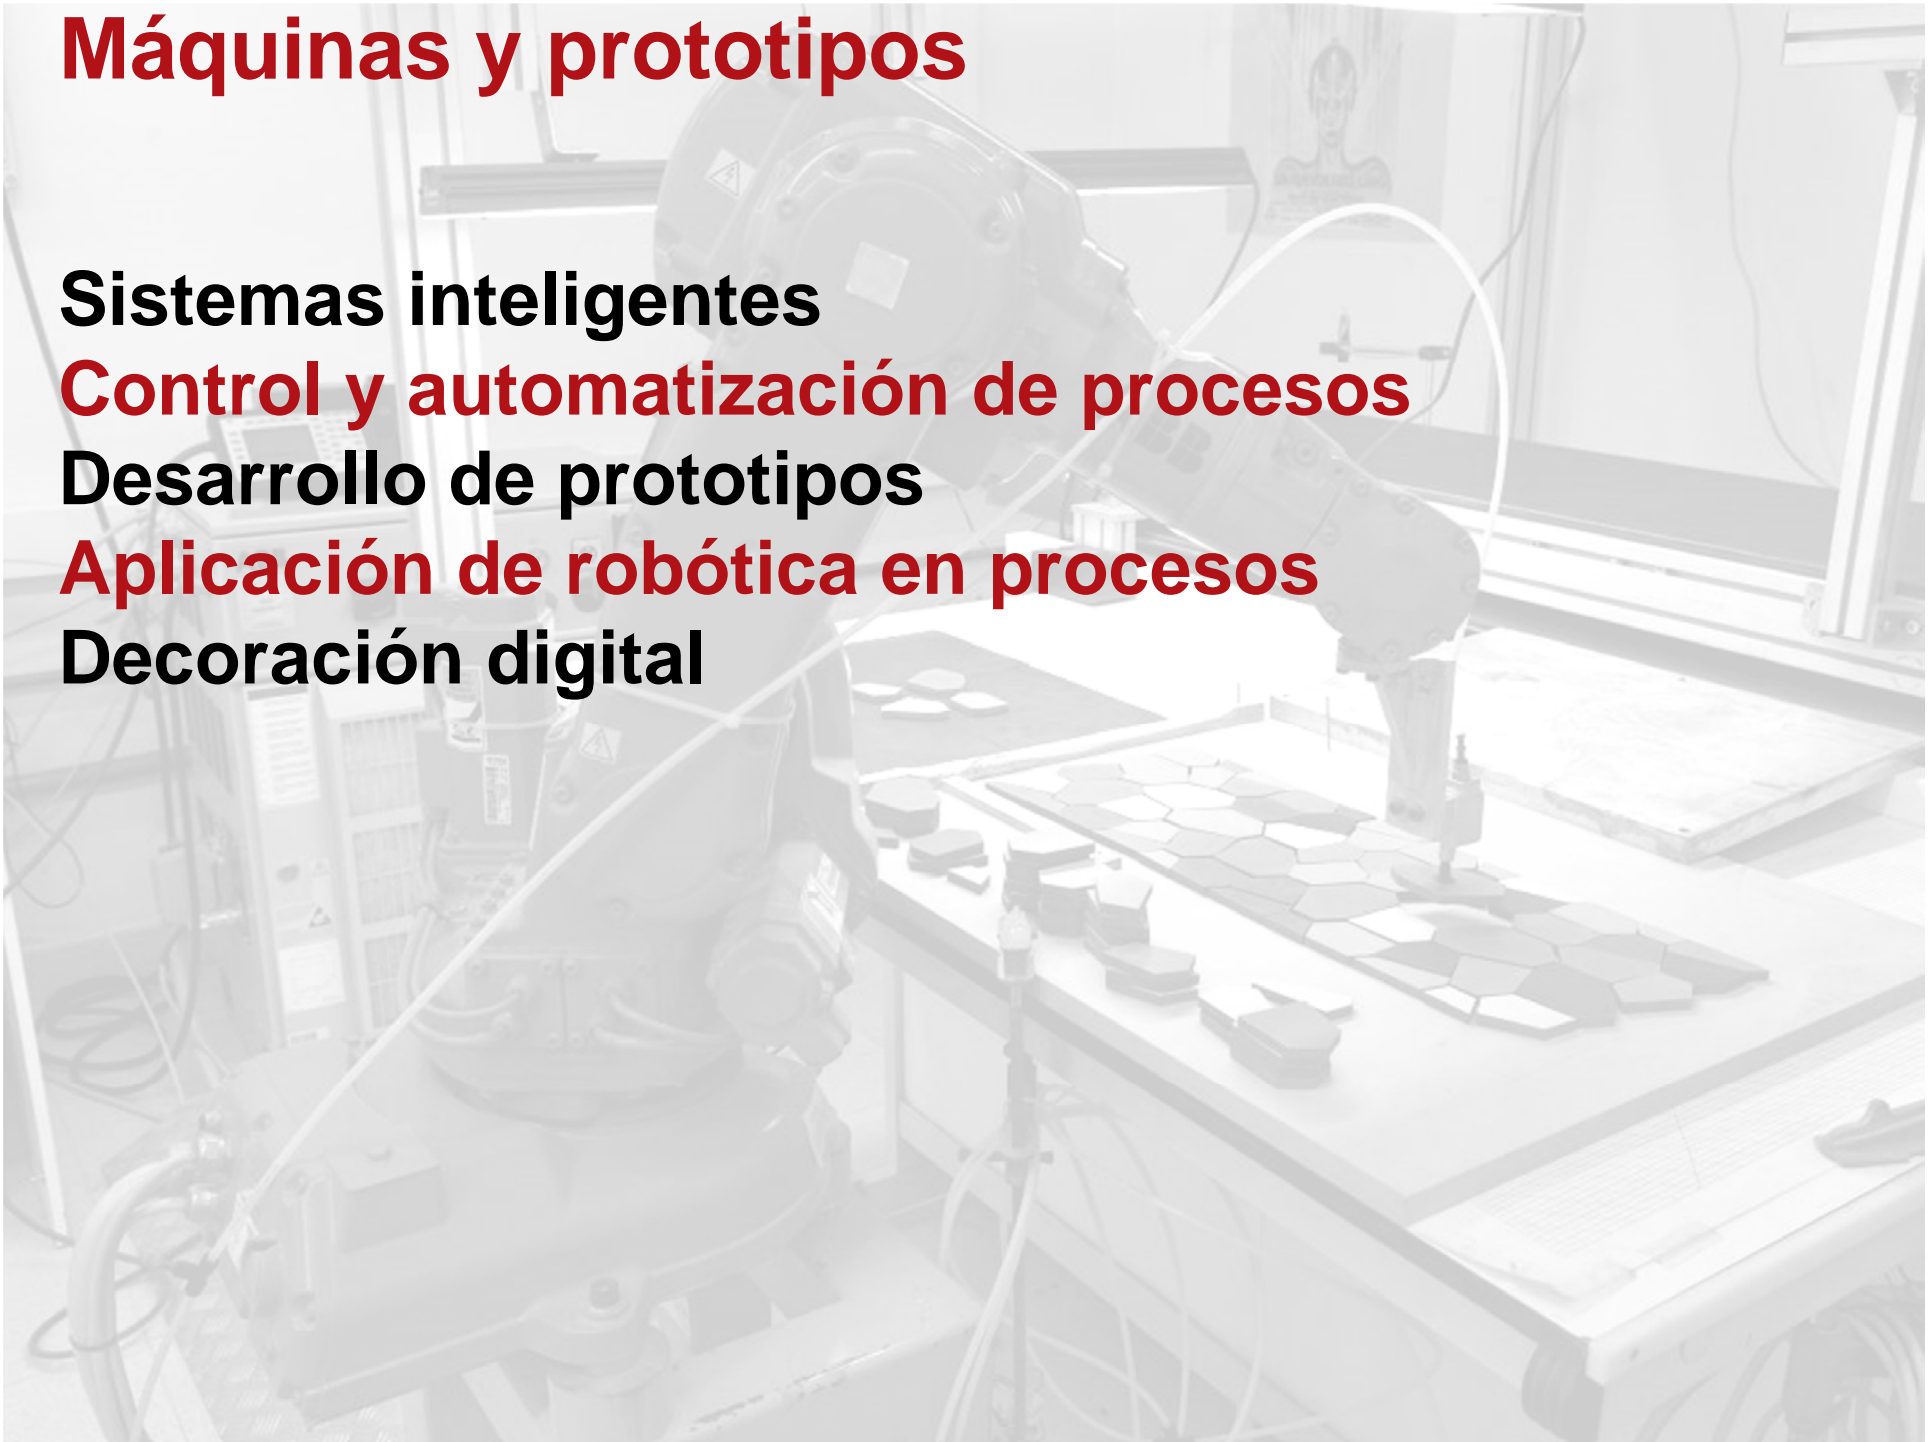 Máquinas y prototipos
Sistemas inteligentes
Control y automatización de procesos
Desarrollo de prototipos
Aplicación de robótica en procesos
Decoración digital